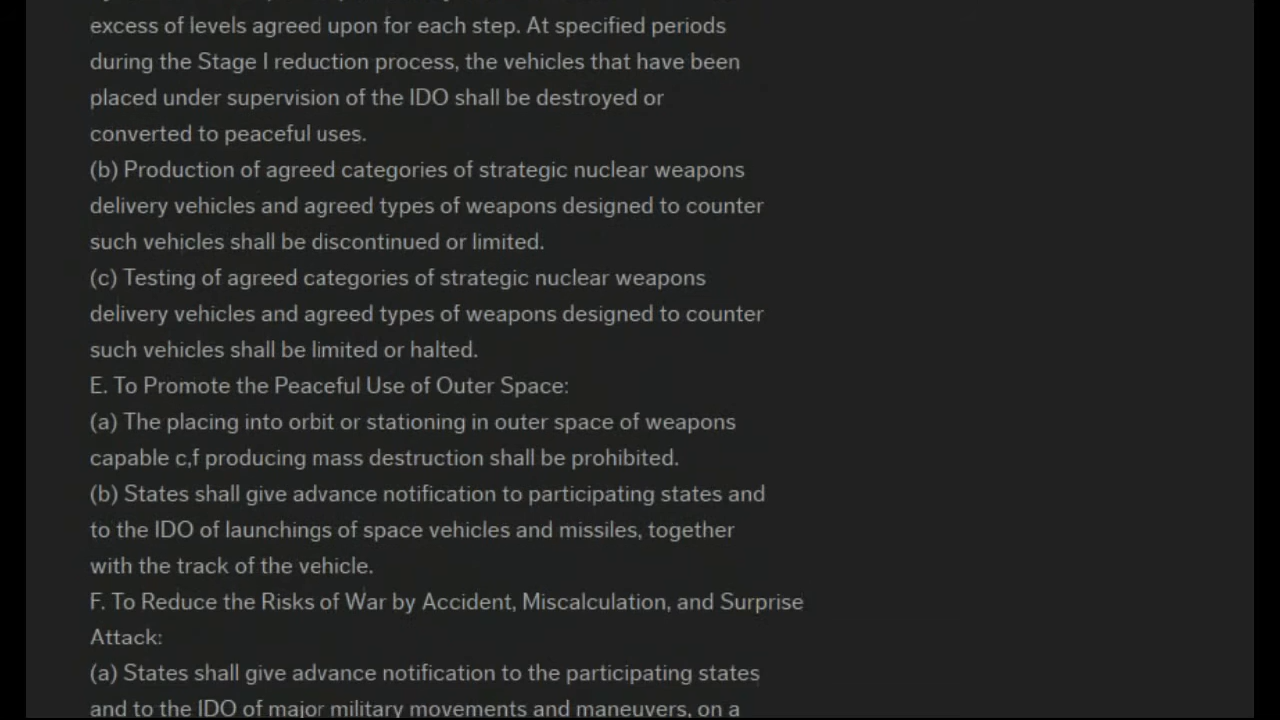 excess of levels agreed upon for each step. At specified periods
during the Stage I reduction process, the vehicles that have been
placed under supervision of the IDO shall be destroyed or
converted to peaceful uses.
(b) Production of agreed categories of strategic nuclear weapons
delivery vehicles and agreed types of weapons designed to counter
such vehicles shall be discontinued or limited.
(c) Testing of agreed categories of strategic nuclear weapons
delivery vehicles and agreed types of weapons designed to counter
such vehicles shall be limited or halted.
E. To Promote the Peaceful Use of Outer Space:
(a) The placing into orbit or stationing in outer space of weapons
capable c,f producing mass destruction shall be prohibited.
(b) States shall give advance notification to participating states and
to the IDO of launchings of space vehicles and missiles, together
with the track of the vehicle.
F. To Reduce the Risks of War by Accident, Miscalculation, and Surprise
Attack:
(a) States shall give advance notification to the participating states
and to the IDO of major military movements and maneuvers, on a